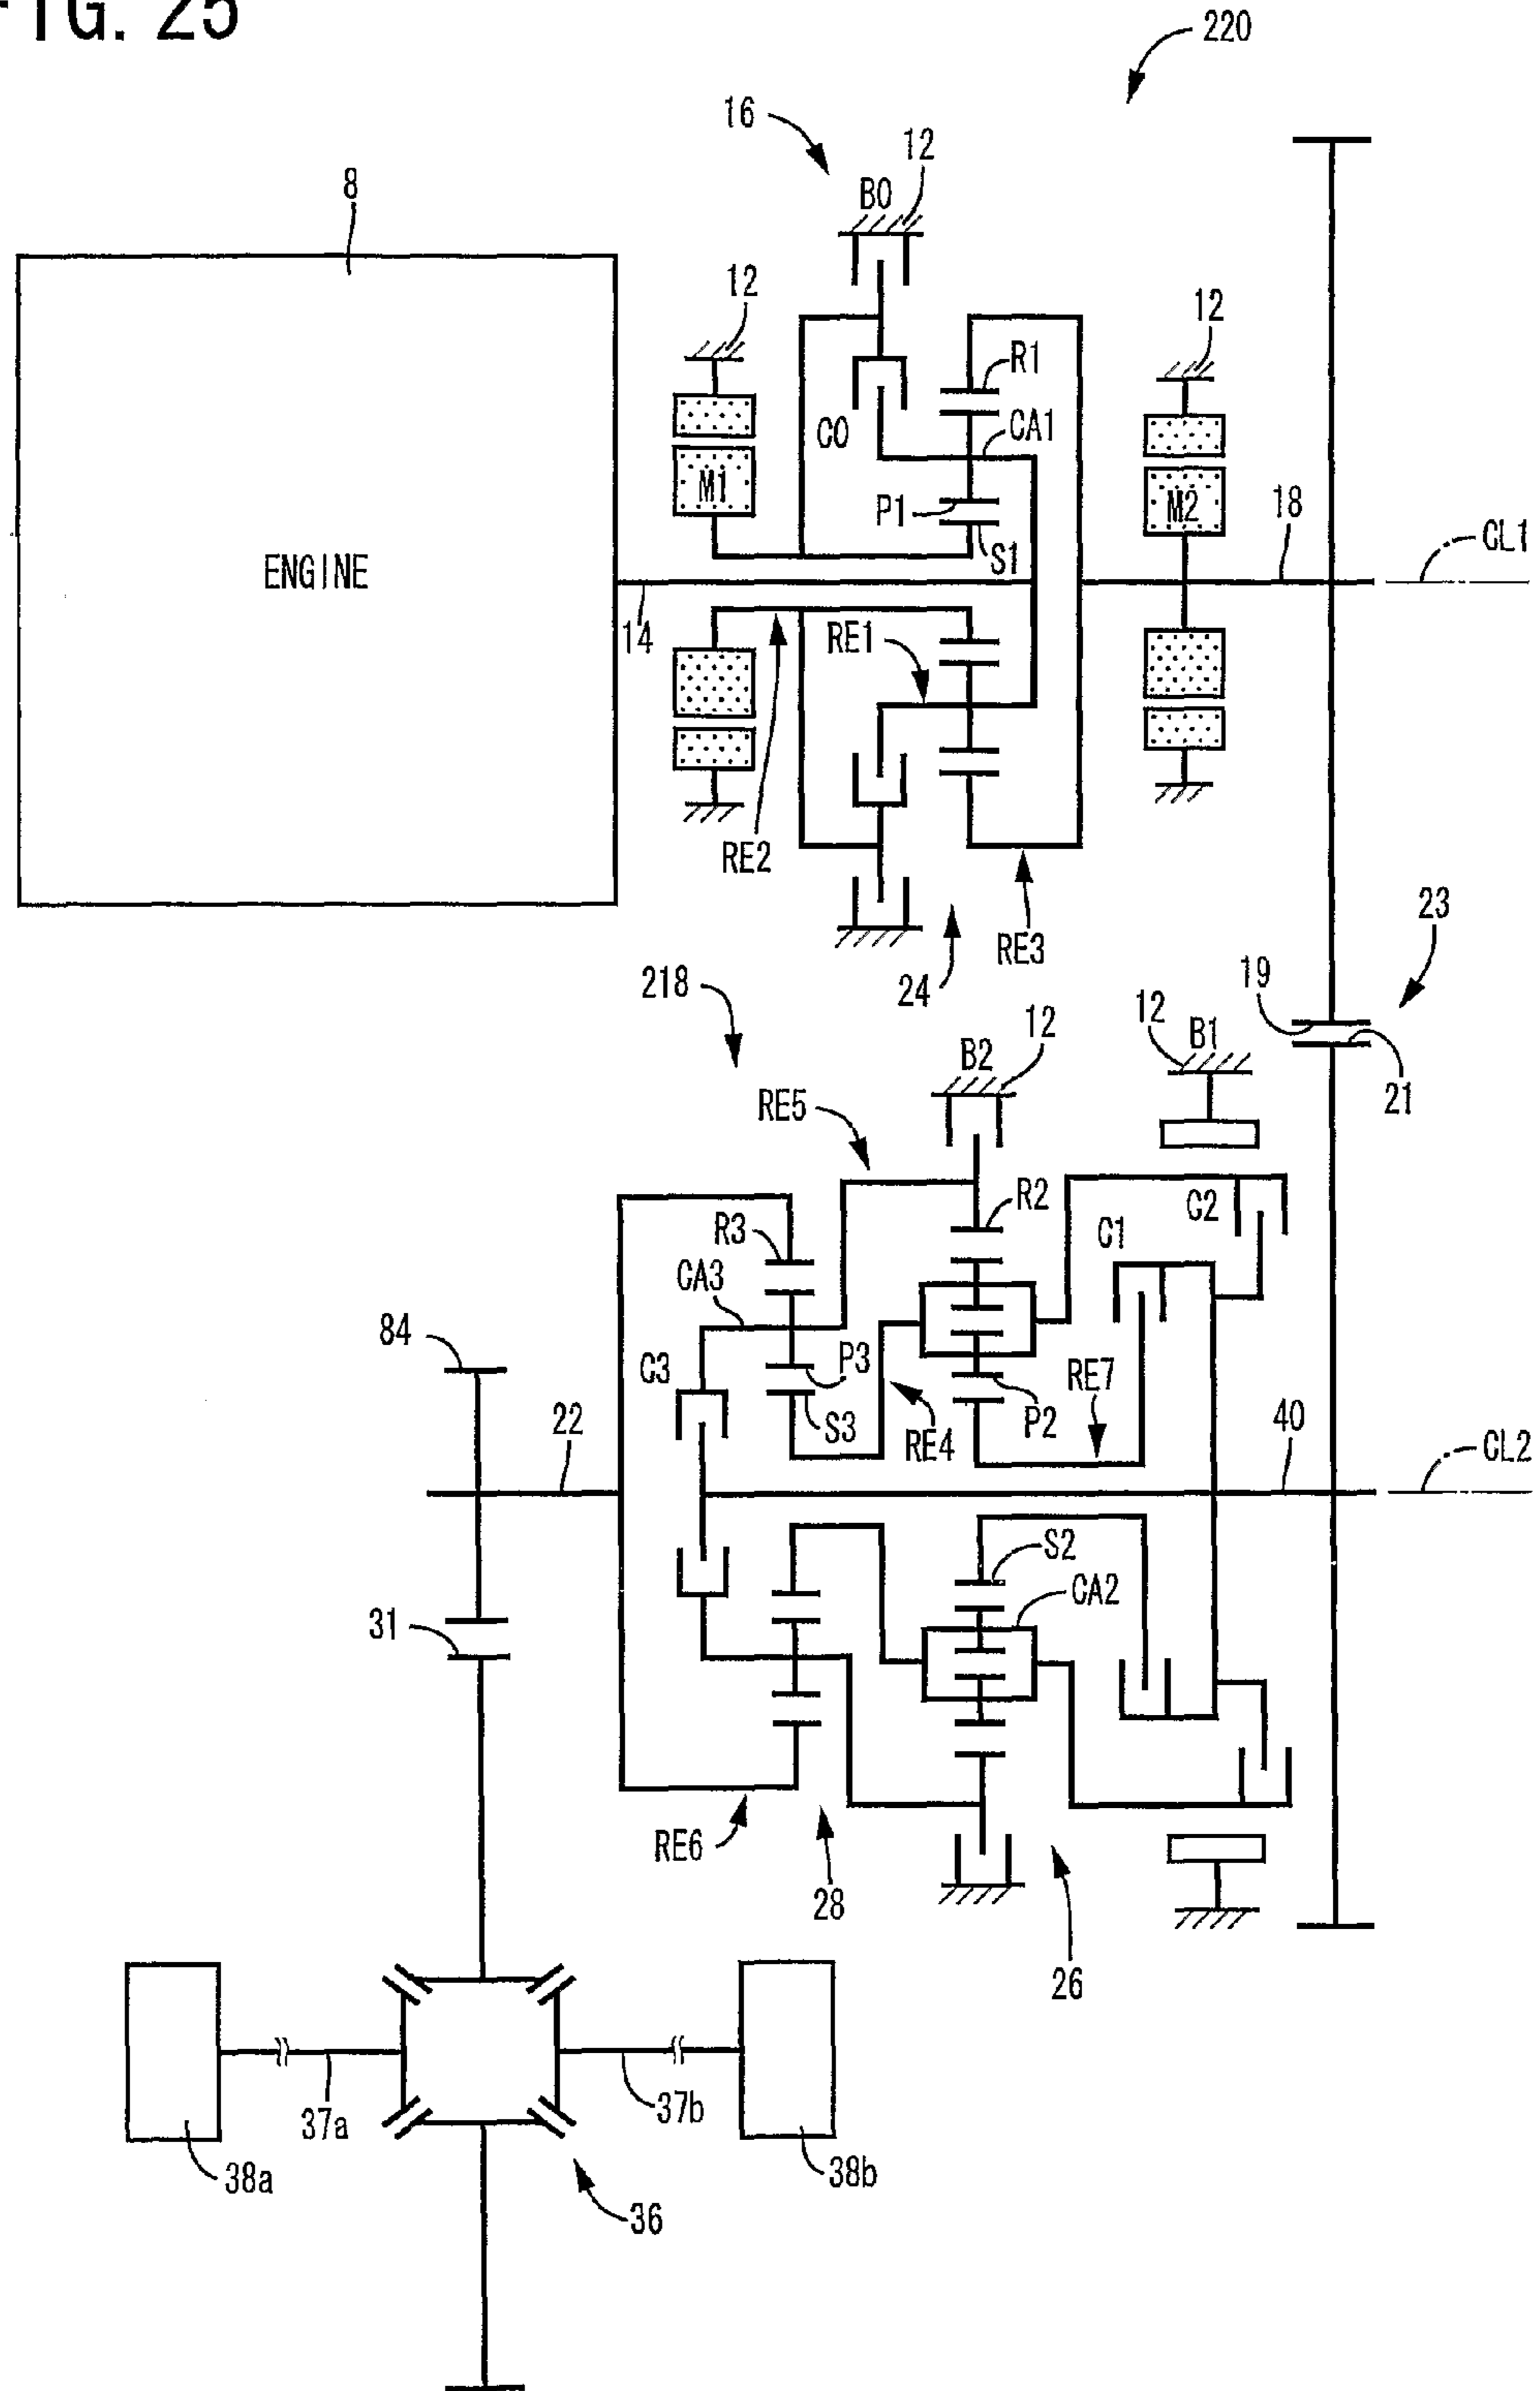 FIG. 25
220
16
12
B0
8
12
12
R1
C0
CA1
M1
P1
M2
18
CL1
S1
ENGINE
14
RE1
RE2
RE3
24
23
218
19
12
B1
12
B2
21
RE5
R2
C2
R3
C1
CA3
84
P3
C3
RE7
S3
P2
22
RE4
40
CL2
S2
CA2
31
RE6
28
26
37a
37b
38a
38b
36